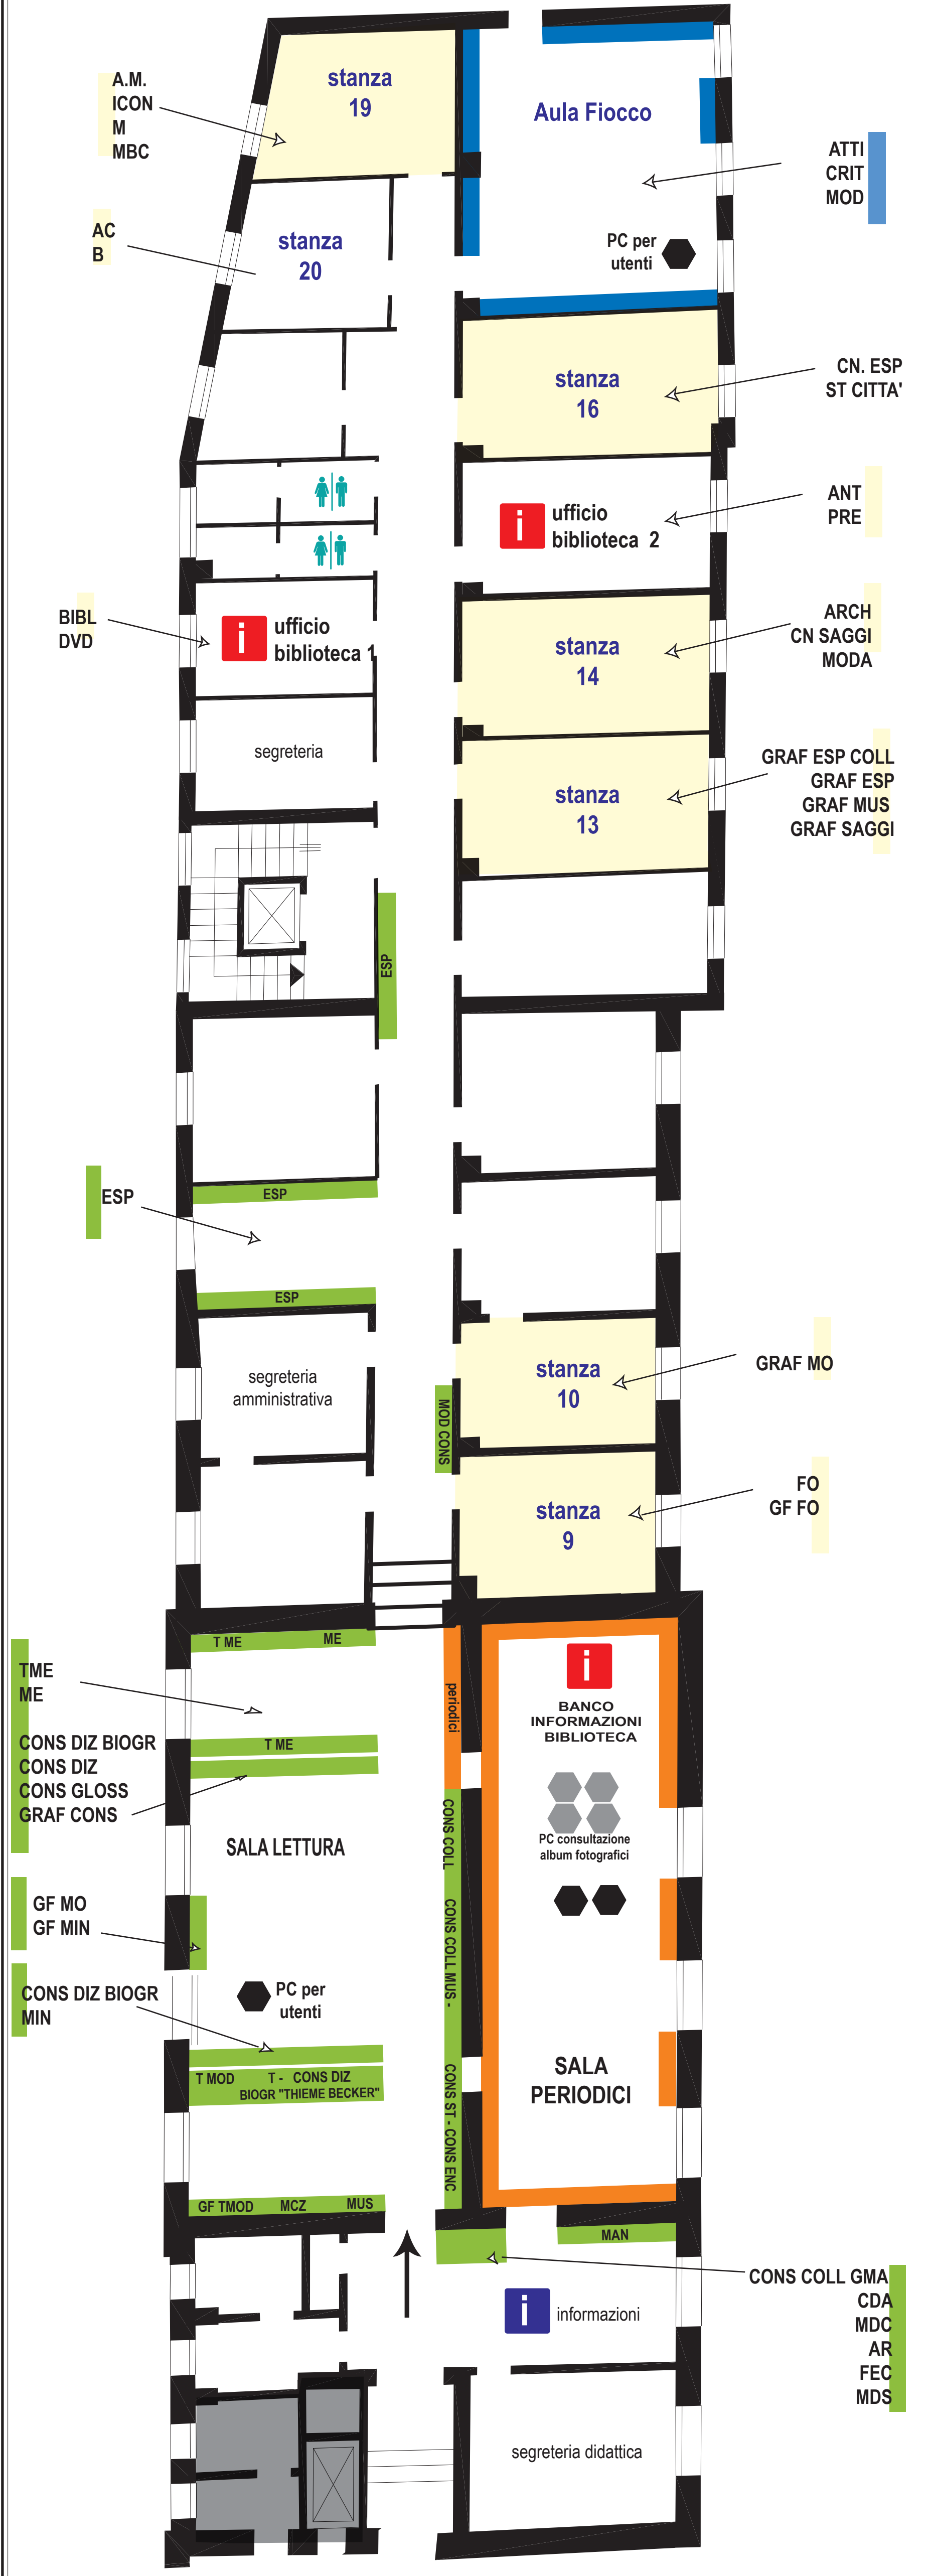 stanza
19
Aula Fiocco
A.M.
ICON
M
MBC
ATTI
CRIT
MOD
AC
B
stanza
20
PC per
utenti
CN. ESP
ST CITTA'
stanza
16
ANT
PRE
i
ufficio
biblioteca 2
BIBL
DVD
i
ufficio
biblioteca 1
ARCH
CN SAGGI
MODA
stanza
14
segreteria
GRAF ESP COLL
GRAF ESP
GRAF MUS
GRAF SAGGI
stanza
13
ESP
ESP
ESP
ESP
segreteria
amministrativa
MOD CONS
stanza
10
GRAF MO
stanza
9
FO
GF FO
T ME ME
TME
ME
T ME
CONS DIZ BIOGR
CONS DIZ
CONS GLOSS
GRAF CONS
periodici
i
BANCO
INFORMAZIONI
BIBLIOTECA
PC consultazione
album fotografici
SALA LETTURA
CONS COLL
CONS COLL MUS -
CONS ST - CONS ENC
GF MO
GF MIN
CONS DIZ BIOGR
MIN
PC per
utenti
T MOD T - CONS DIZ
BIOGR "THIEME BECKER"
SALA
PERIODICI
GF TMOD MCZ MUS
MAN
CONS COLL GMA
CDA
MDC
AR
FEC
MDS
i
informazioni
segreteria didattica